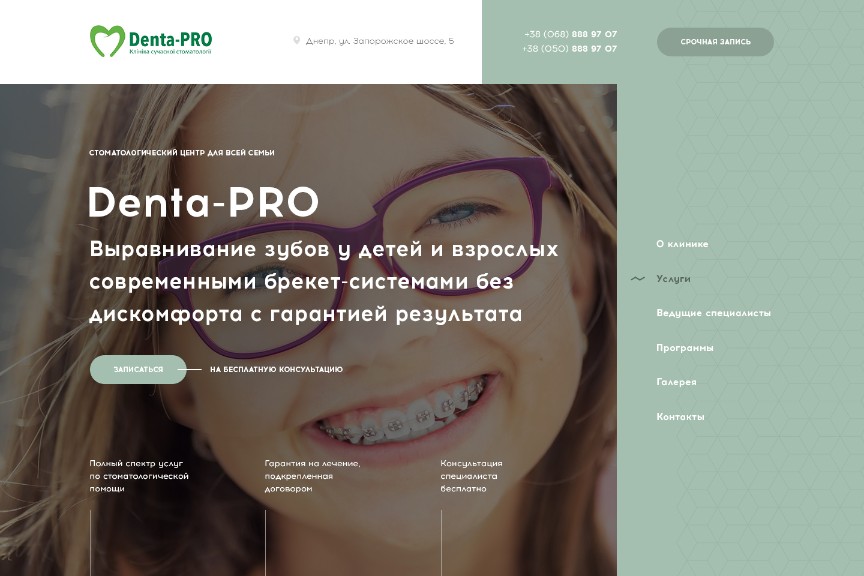 Denta-PRO
Клініка сучасної стоматології
Днепр, ул. Запорожское шоссе, 5
+38 (068) 888 97 07
+38 (050) 888 97 07
СРОЧНАЯ ЗАПИСЬ
СТОМАТОЛОГИЧЕСКИЙ ЦЕНТР ДЛЯ ВСЕЙ СЕМЬИ
Denta-PRO
Выравнивание зубов у детей и взрослых
современными брекет-системами без
дискомфорта с гарантией результата
ЗАПИСАТЬСЯ
НА БЕСПЛАТНУЮ КОНСУЛЬТАЦИЮ
Полный спектр услуг
по стоматологической
помощи
Гарантия на лечение,
подкрепленная
договором
Консультация
специалиста
бесплатно
О клинике
Услуги
Ведущие специалисты
Программы
Галерея
Контакты